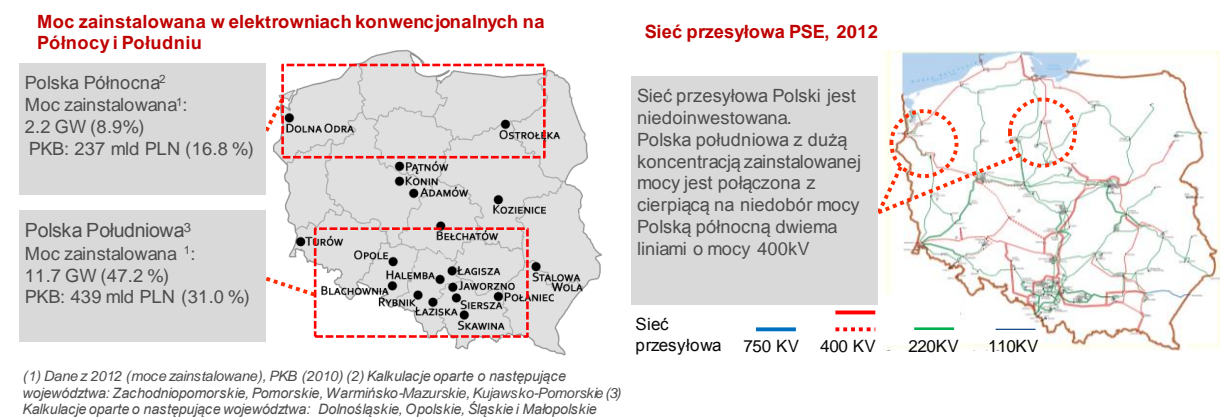 Moc zainstalowana w elektrowniach konwencjonalnych na
Północy i Południu
Polska Północna2
Moc zainstalowana1:
2.2 GW (8.9%)
PKB: 237 mld PLN (16.8 %)
Polska Południowa3
Moc zainstalowana 1:
11.7 GW (47.2 %)
PKB: 439 mld PLN (31.0 %)
DOLNA ODRA
OSTROŁĘKA
PĄTNÓW
KONIN
ADAMÓW
KOZIENICE
BEŁCHATÓW
TURÓW
OPOLE
HALEMBA
ŁAGISZA
STALOWA
WOLA
BLACHOWNIA
JAWORZNO
POŁANIEC
RYBNIK
SIERSZA
ŁAZISKA
SKAWINA
(1) Dane z 2012 (moce zainstalowane), PKB (2010) (2) Kalkulacje oparte o następujące
województwa: Zachodniopomorskie, Pomorskie, Warmińsko-Mazurskie, Kujawsko-Pomorskie (3)
Kalkulacje oparte o następujące województwa: Dolnośląskie, Opolskie, Śląskie i Małopolskie
Sieć przesyłowa PSE, 2012
Sieć przesyłowa Polski jest
niedoinwestowana.
Polska południowa z dużą
koncentracją zainstalowanej
mocy jest połączona z
cierpiącą na niedobór mocy
Polską północną dwiema
liniami o mocy 400kV
Sieć
przesyłowa
750 KV
400 KV
220KV
110KV